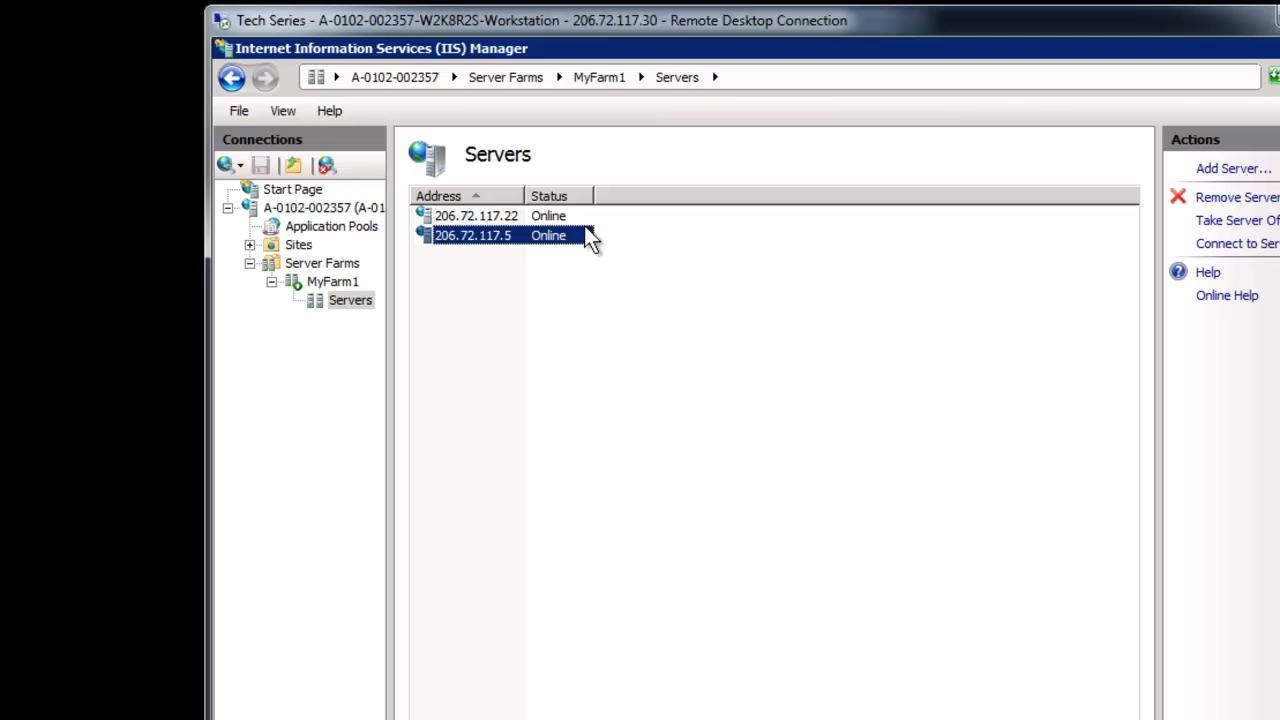 Tech Series - A-0102-002357-W2K8R2S-Workstation - 206.72.117.30 - Remote Desktop Connection
Internet Information Services (IIS) Manager
A-0102-002357 Server Farms MyFarm1 Servers
File View Help
Connections
Start Page
A-0102-002357 (A-01
Application Pools
Sites
Server Farms
MyFarm1
Servers
Servers
Address Status
206.72.117.22 Online
206.72.117.5 Online
Actions
Add Server...
Remove Server
Take Server Of
Connect to Ser
Help
Online Help